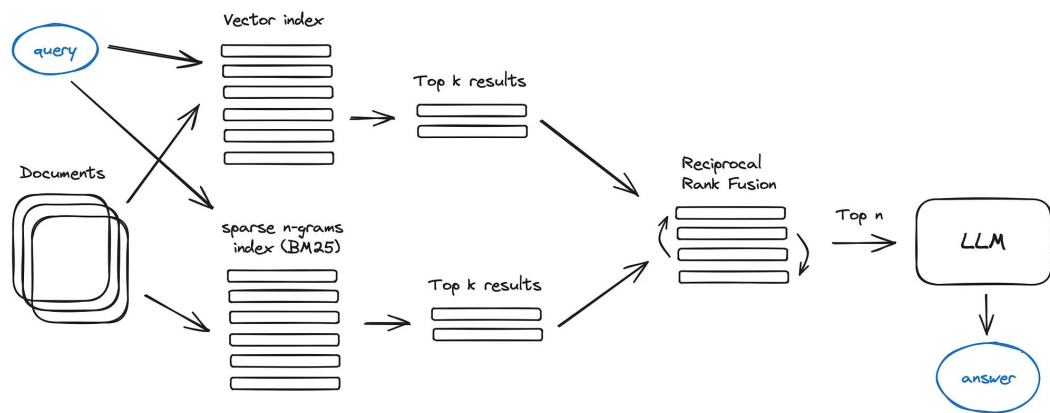 Vector index
query
Top k results
Documents
Reciprocal
Rank Fusion
sparse n-grams
index (BM25)
Top n
LLM
Top k results
answer